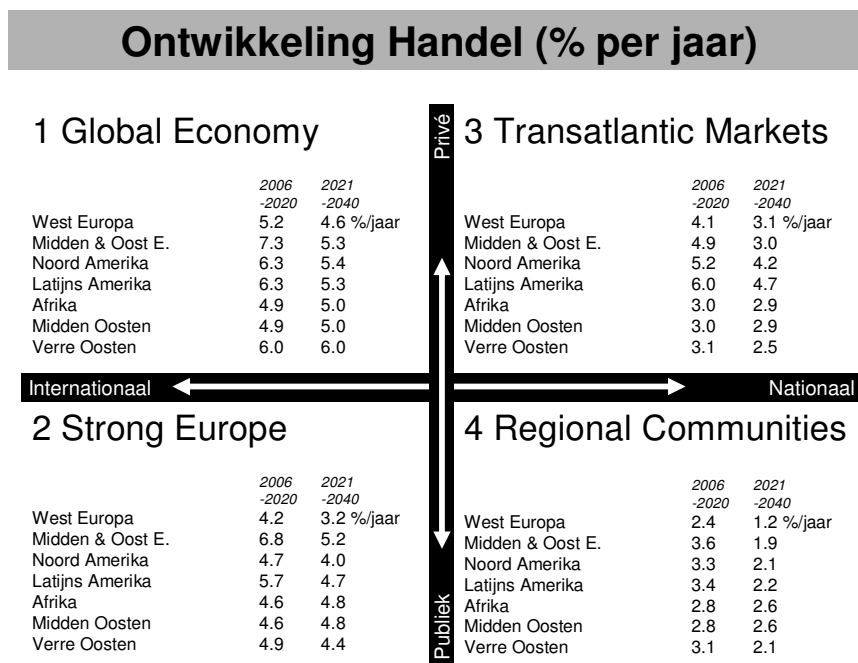 Ontwikkeling Handel (% per jaar)
1 Global Economy
2006 2021
-2020 -2040
West Europa 5.2 4.6 %/jaar
Midden & Oost E. 7.3 5.3
Noord Amerika 6.3 5.4
Latijns Amerika 6.3 5.3
Afrika 4.9 5.0
Midden Oosten 4.9 5.0
Verre Oosten 6.0 6.0
Privé
3 Transatlantic Markets
2006 2021
-2020 -2040
West Europa 4.1 3.1 %/jaar
Midden & Oost E. 4.9 3.0
Noord Amerika 5.2 4.2
Latijns Amerika 6.0 4.7
Afrika 3.0 2.9
Midden Oosten 3.0 2.9
Verre Oosten 3.1 2.5
Internationaal Nationaal
2 Strong Europe
2006 2021
-2020 -2040
West Europa 4.2 3.2 %/jaar
Midden & Oost E. 6.8 5.2
Noord Amerika 4.7 4.0
Latijns Amerika 5.7 4.7
Afrika 4.6 4.8
Midden Oosten 4.6 4.8
Verre Oosten 4.9 4.4
Publiek
4 Regional Communities
2006 2021
-2020 -2040
West Europa 2.4 1.2 %/jaar
Midden & Oost E. 3.6 1.9
Noord Amerika 3.3 2.1
Latijns Amerika 3.4 2.2
Afrika 2.8 2.6
Midden Oosten 2.8 2.6
Verre Oosten 3.1 2.1